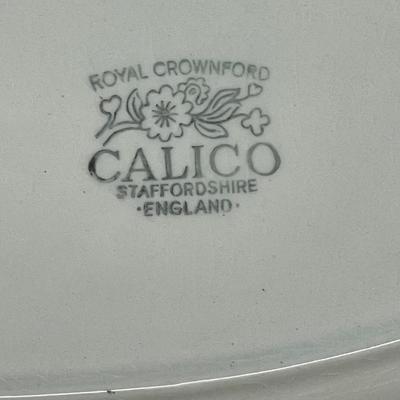 ROYAL CROWNFORD
CALICO
STAFFORDSHIRE
·ENGLAND·